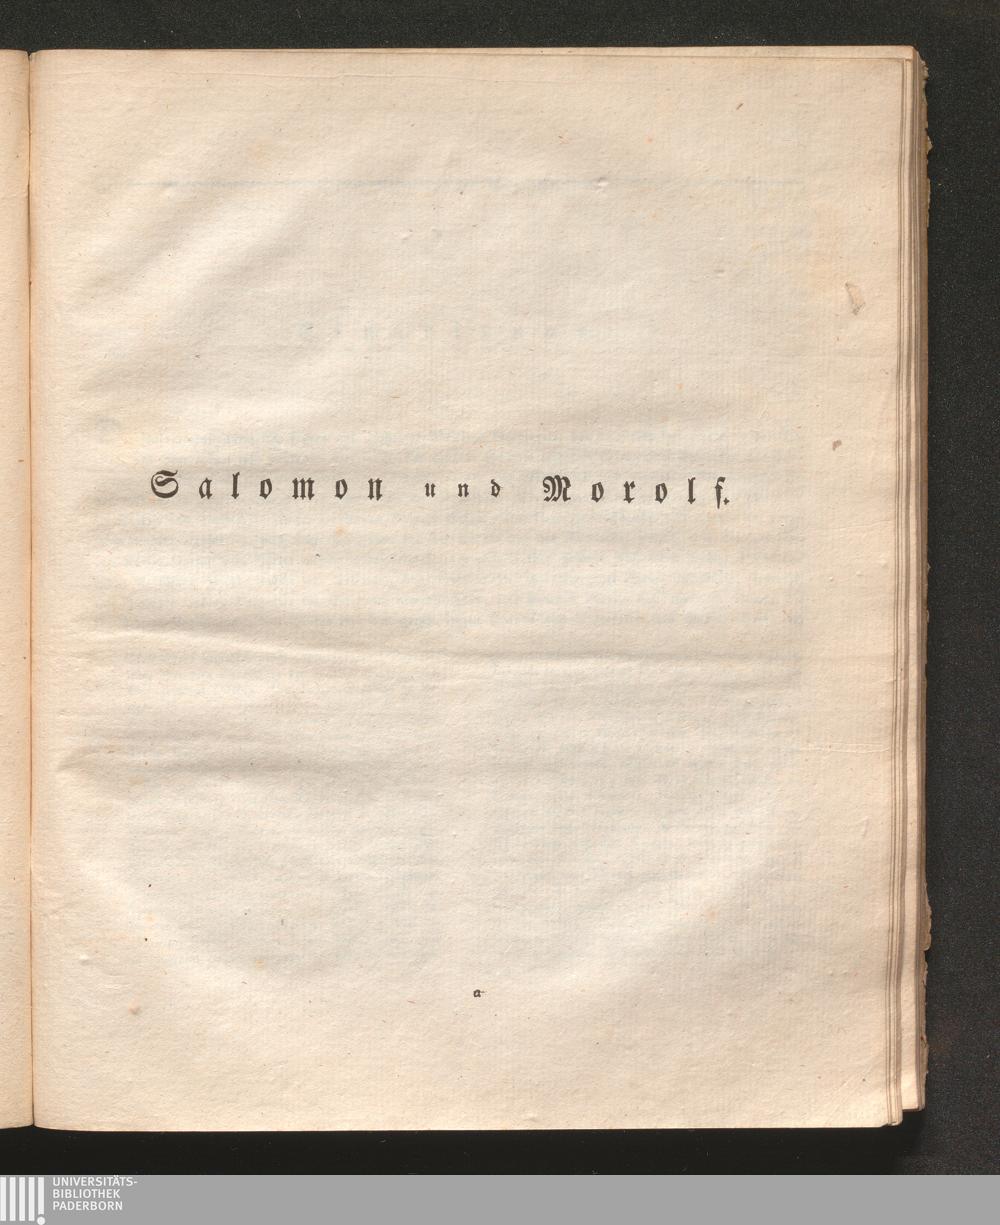 Salomon und Morolf.
a
UNIVERSITÄTS-
BIBLIOTHEK
PADERBORN